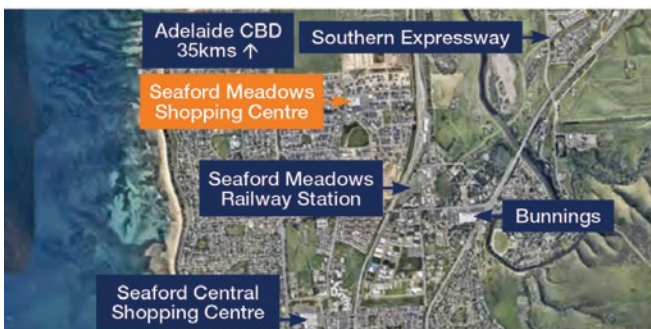 Adelaide CBD
35kms ↑
Southern Expressway
Seaford Meadows
Shopping Centre
Seaford Meadows
Railway Station
Bunnings
Seaford Central
Shopping Centre